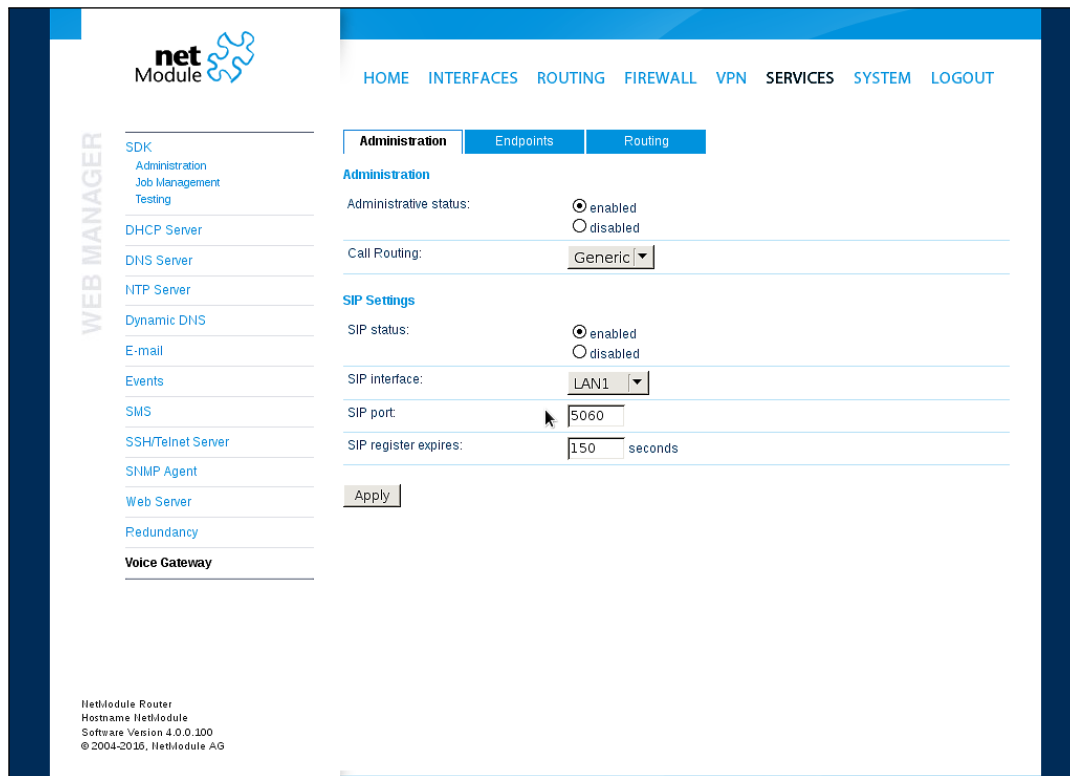 net
Module
HOME INTERFACES ROUTING FIREWALL VPN SERVICES SYSTEM LOGOUT
WEB MANAGER
SDK
Administration
Job Management
Testing
DHCP Server
DNS Server
NTP Server
Dynamic DNS
E-mail
Events
SMS
SSH/Telnet Server
SNMP Agent
Web Server
Redundancy
Voice Gateway
Administration Endpoints Routing
Administration
Administrative status: enabled
disabled
Call Routing: Generic
SIP Settings
SIP status: enabled
disabled
SIP interface: LAN1
SIP port: 5060
SIP register expires: 150 seconds
Apply
NetModule Router
Hostname NetModule
Software Version 4.0.0.100
© 2004-2016, NetModule AG